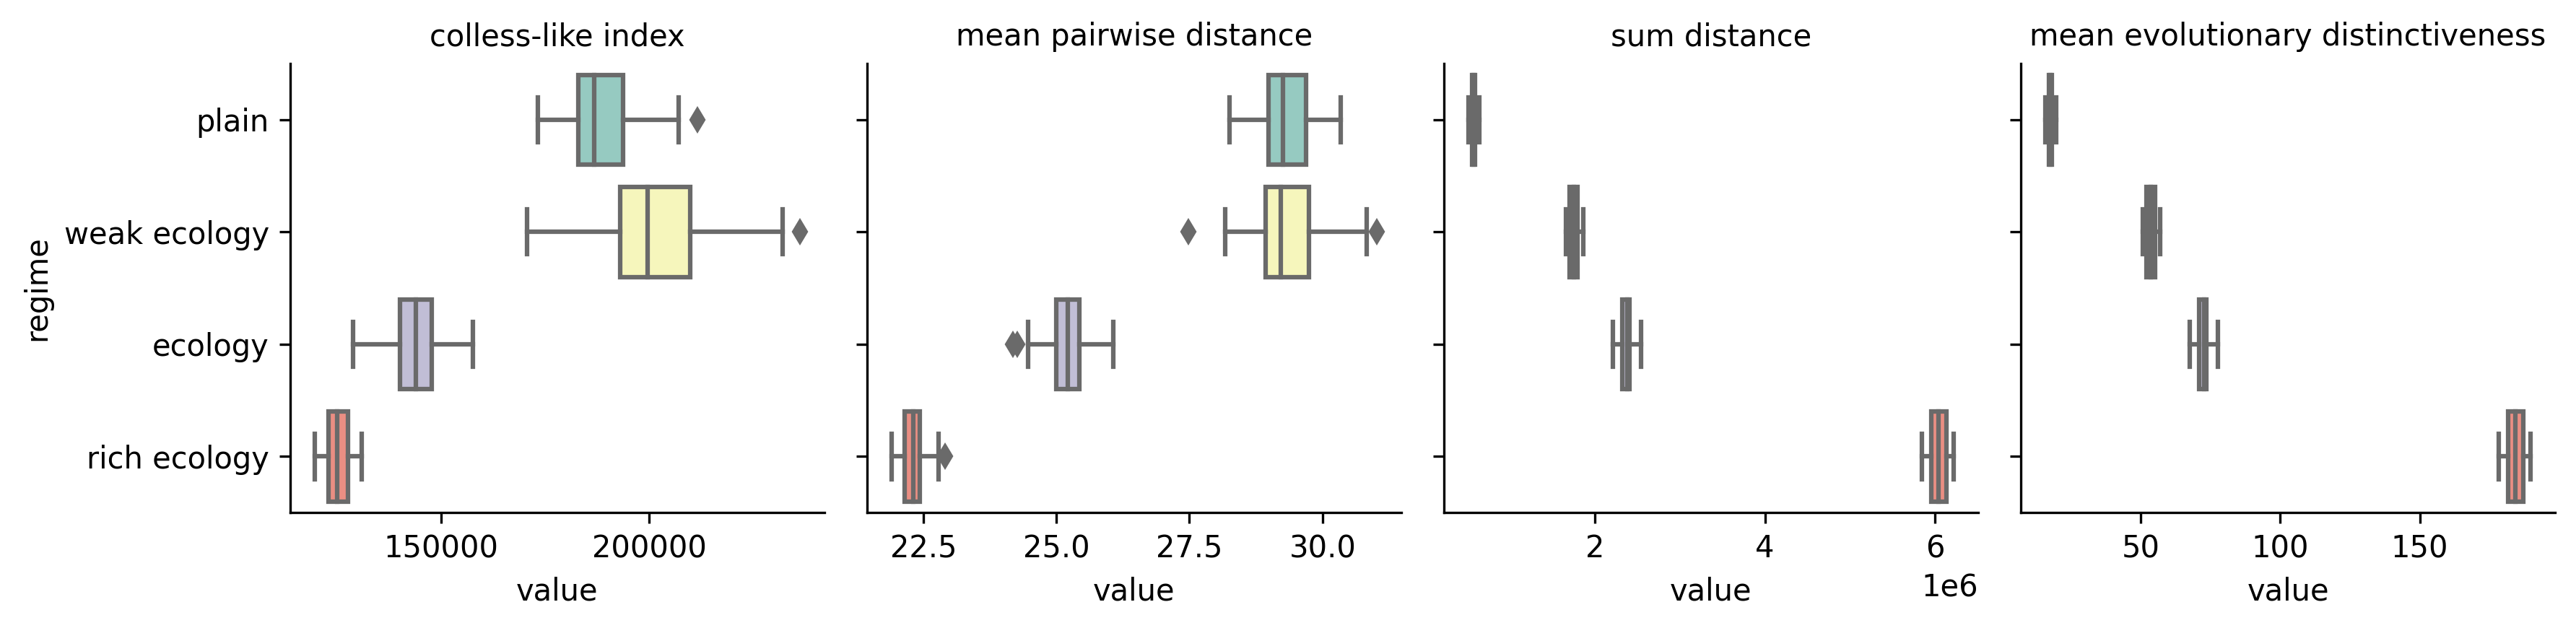 colless-like index
mean pairwise distance
sum distance
mean evolutionary distinctiveness
regime
plain
weak ecology
ecology
rich ecology
150000 200000
22.5 25.0 27.5 30.0
2 4 6
1e6
50 100 150
value
value
value
value